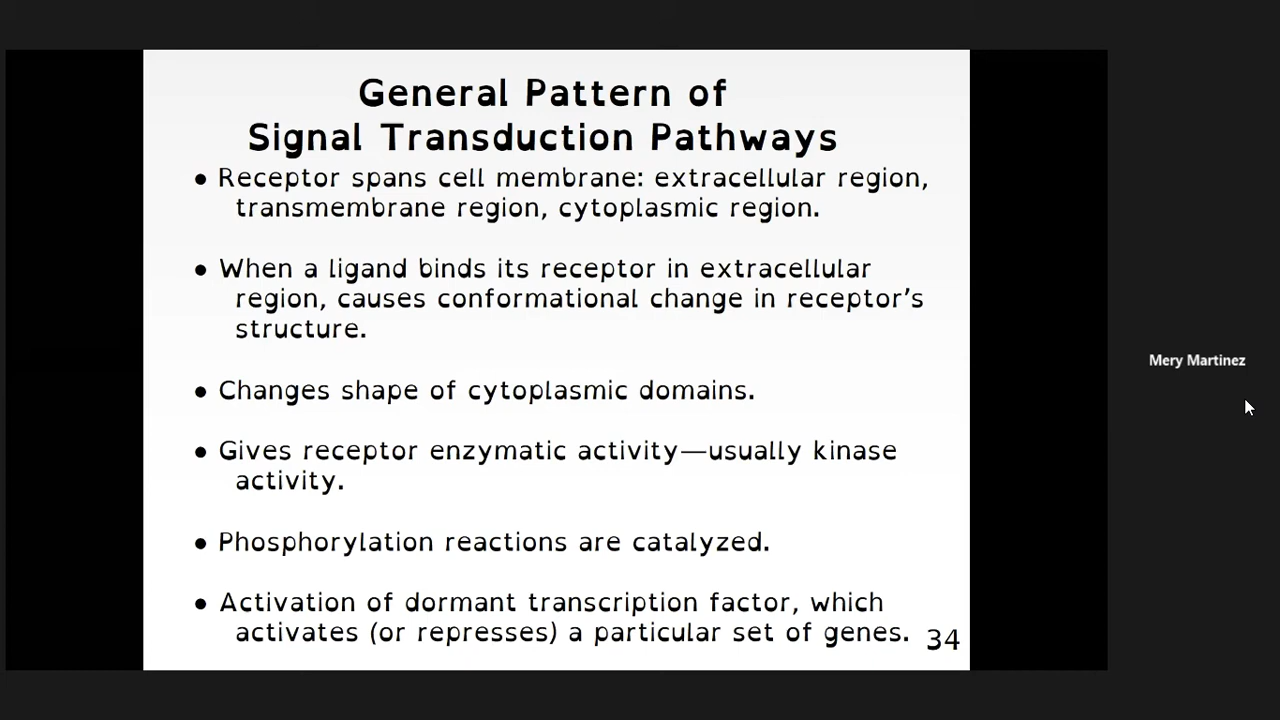 General Pattern of
Signal Transduction Pathways
• Receptor spans cell membrane: extracellular region,
transmembrane region, cytoplasmic region.
• When a ligand binds its receptor in extracellular
region, causes conformational change in receptor’s
structure.
• Changes shape of cytoplasmic domains.
• Gives receptor enzymatic activity—usually kinase
activity.
• Phosphorylation reactions are catalyzed.
• Activation of dormant transcription factor, which
activates (or represses) a particular set of genes.
34
Mery Martinez